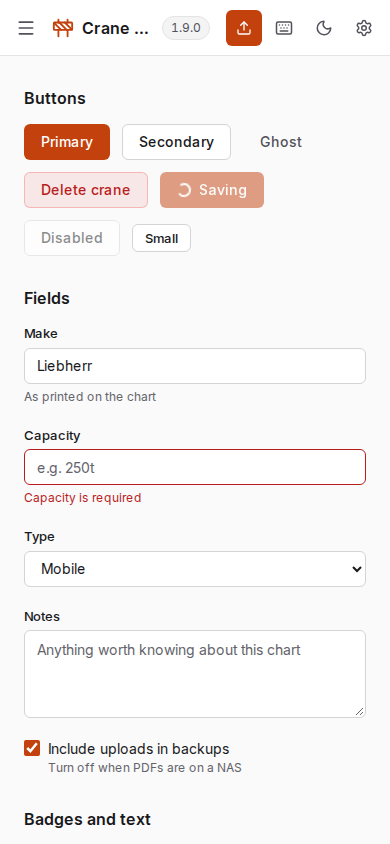 Crane ...
1.9.0
Buttons
Primary
Secondary
Ghost
Delete crane
Saving
Disabled
Small
Fields
Make
Liebherr
As printed on the chart
Capacity
e.g. 250t
Capacity is required
Type
Mobile
Notes
Anything worth knowing about this chart
Include uploads in backups
Turn off when PDFs are on a NAS
Badges and text